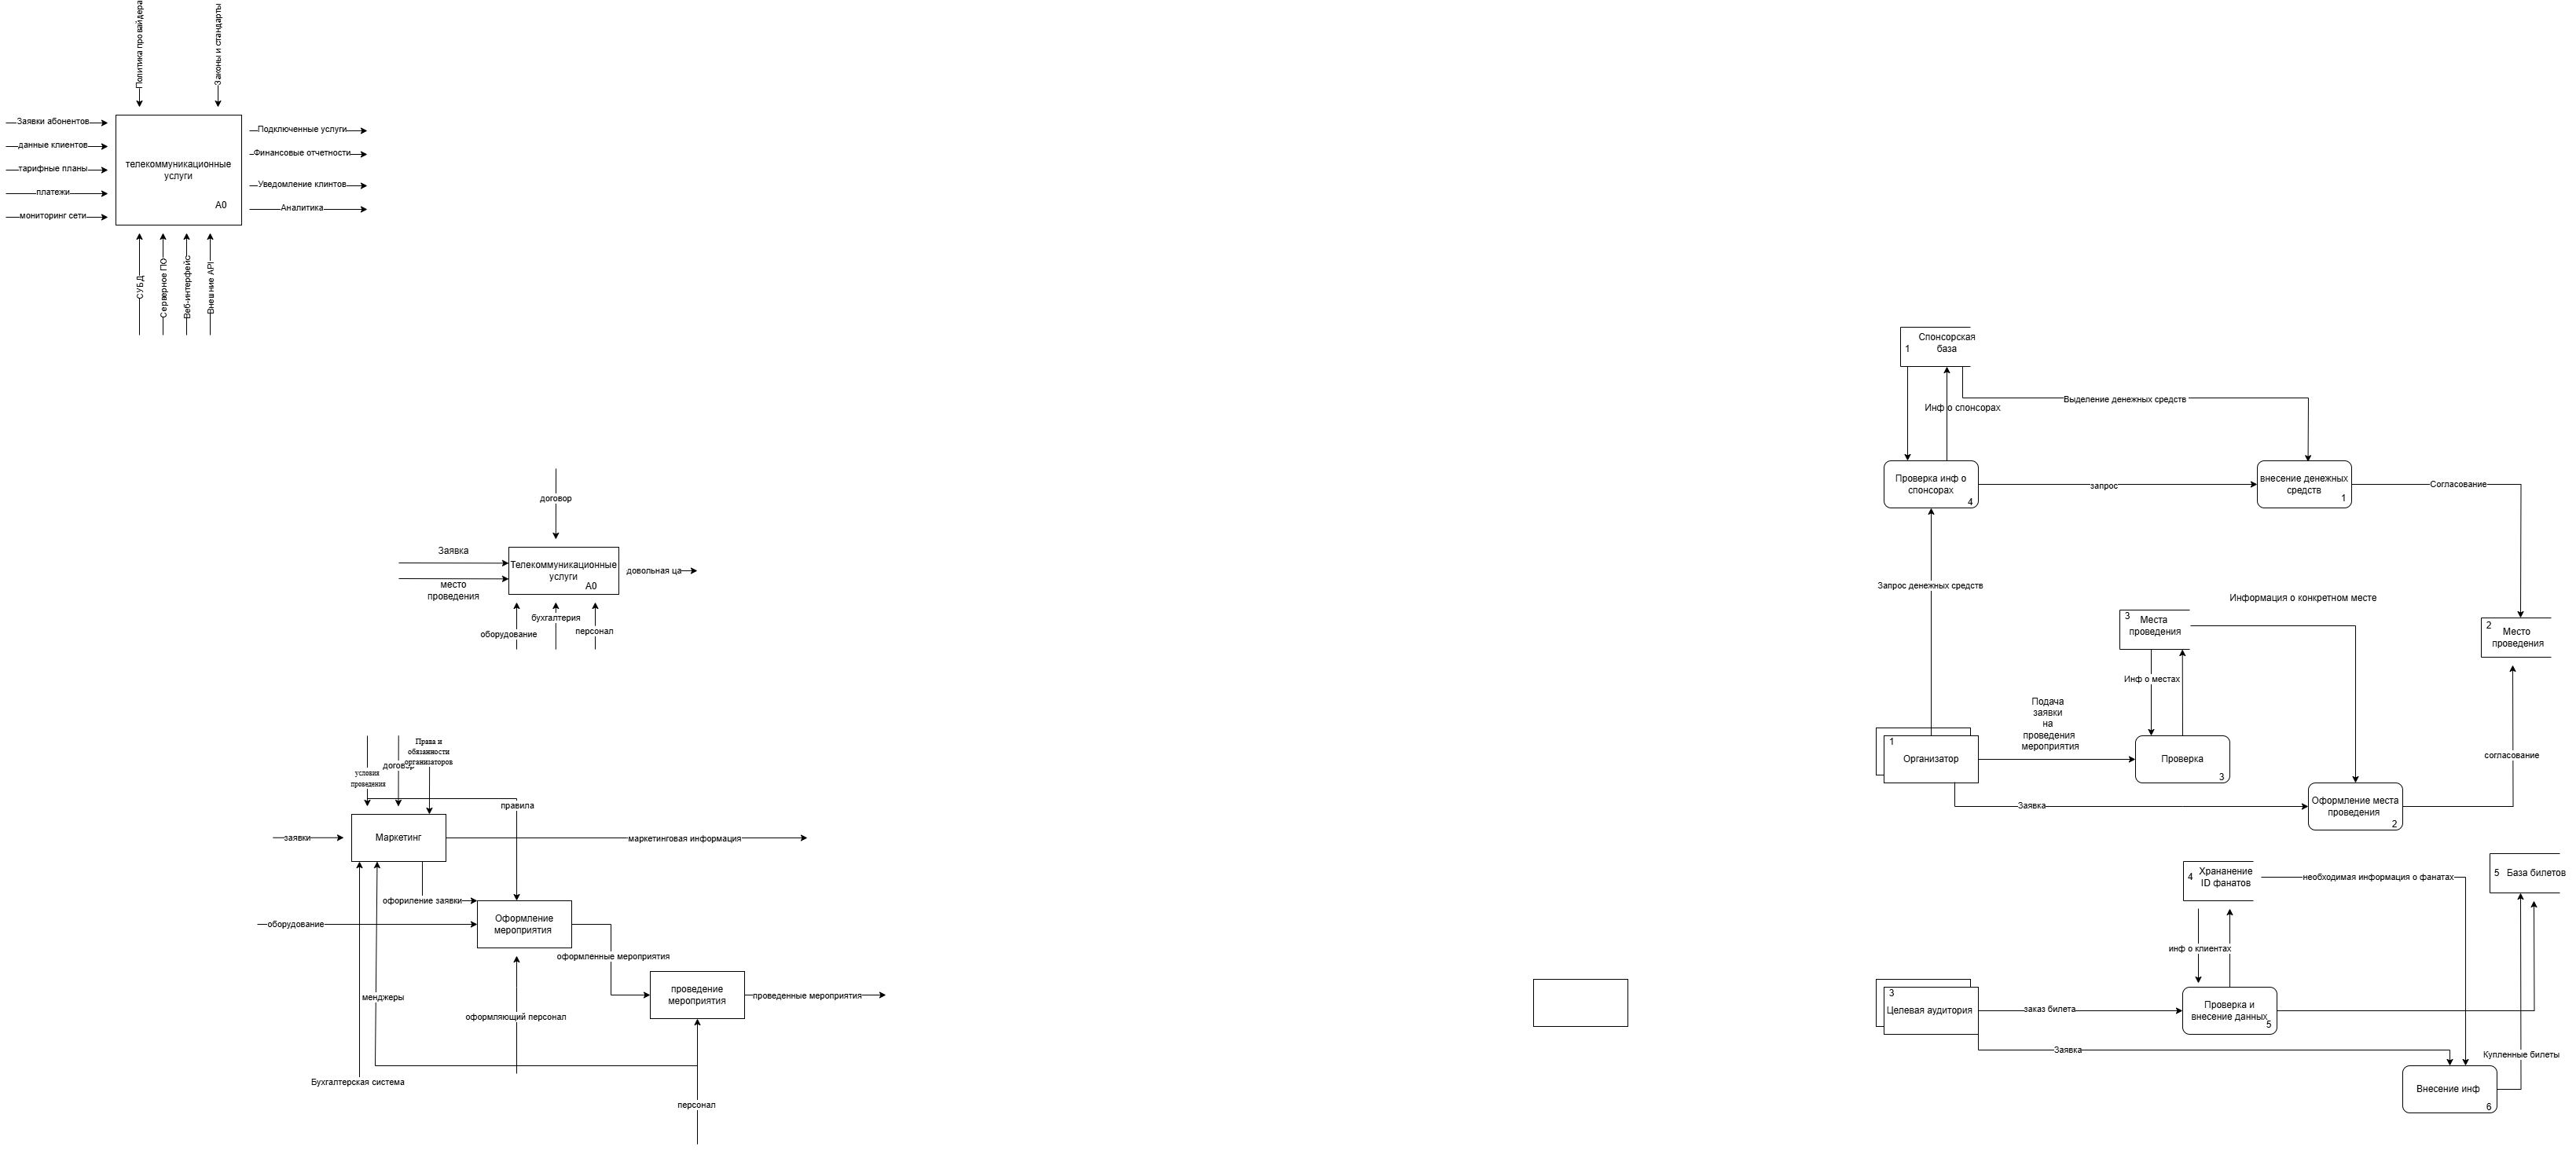 Политика провайдера
Законы и стандарты
Заявки абонентов
данные клиентов
тарифные планы
платежи
мониторинг сети
телекоммуникационные
услуги
A0
Подключенные услуги
Финансовые отчетности
Уведомление клинтов
Аналитика
СУБД
Серверное ПО
Веб-интерфейс
Внешние API
договор
Заявка
место
проведения
Телекоммуникационные
услуги
A0
довольная ца
оборудование
бухгалтерия
персонал
условия
проведения
договор
Права и
обязанности
организаторов
правила
заявки
Маркетинг
маркетинговая информация
офориление заявки
оборудование
Оформление
мероприятия
оформленные мероприятия
менджеры
оформляющий персонал
проведение
мероприятия
проведенные мероприятия
Бухгалтерская система
персонал
1
Спонсорская
база
Инф о спонсорах
Выделение денежных средств
Проверка инф о
спонсорах
4
запрос
внесение денежных
средств
1
Согласование
Запрос денежных средств
Информация о конкретном месте
3
Места
проведения
2
Место
проведения
Инф о местах
Подача
заявки
на
проведения
мероприятия
1
Организатор
Проверка
3
согласование
Заявка
Оформление места
проведения
2
4
Хрананение
ID фанатов
необходимая информация о фанатах
5 База билетов
инф о клиентах
3
Целевая аудитория
заказ билета
Проверка и
внесение данных
5
Заявка
Купленные билеты
Внесение инф
6